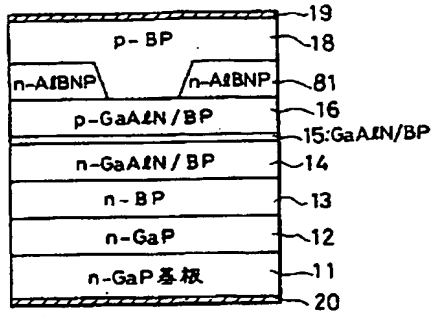 19
p-BP 18
n-AlBNP n-AlBNP 81
p-GaAlN/BP 16
15:GaAlN/BP
n-GaAlN/BP 14
n-BP 13
n-GaP 12
n-GaP基板 11
20